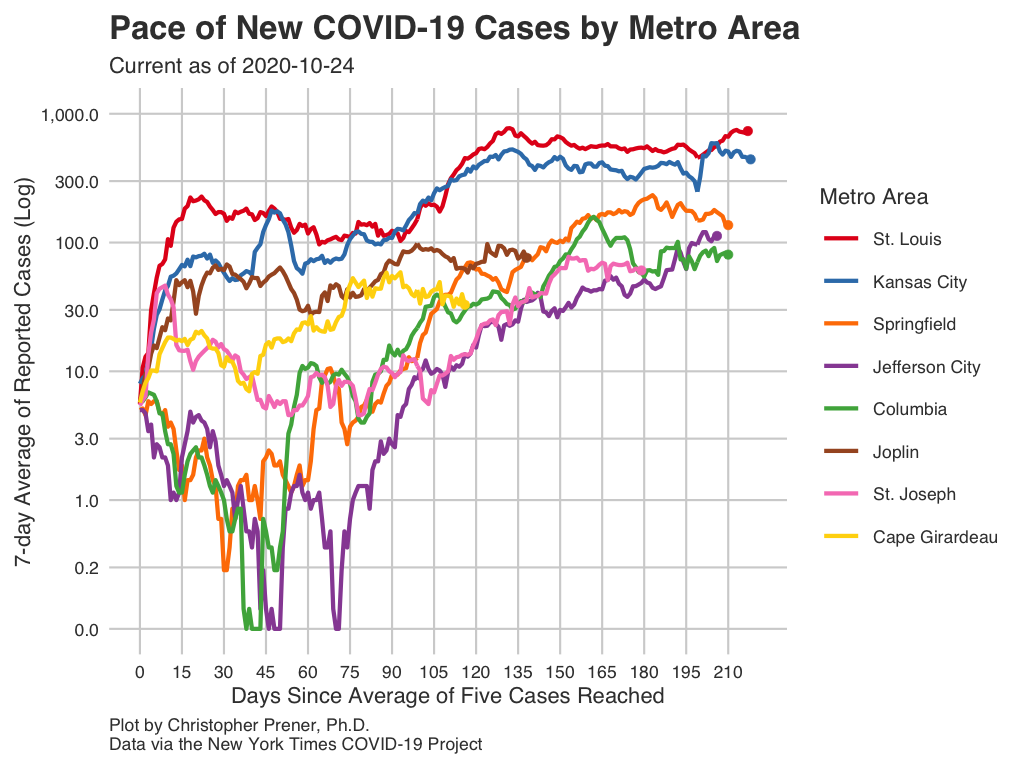 Pace of New COVID-19 Cases by Metro Area
Current as of 2020-10-24
7-day Average of Reported Cases (Log)
1,000.0
300.0
100.0
30.0
10.0
3.0
1.0
0.2
0.0
0 15 30 45 60 75 90 105 120 135 150 165 180 195 210
Days Since Average of Five Cases Reached
Metro Area
St. Louis
Kansas City
Springfield
Jefferson City
Columbia
Joplin
St. Joseph
Cape Girardeau
Plot by Christopher Prener, Ph.D.
Data via the New York Times COVID-19 Project